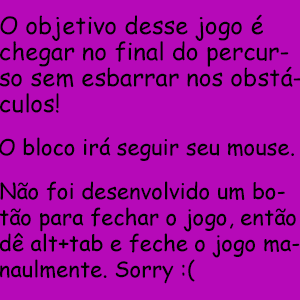 O objetivo desse jogo é
chegar no final do percur-
so sem esbarrar nos obstá-
culos!
O bloco irá seguir seu mouse.
Não foi desenvolvido um bo-
tão para fechar o jogo, então
dê alt+tab e feche o jogo ma-
naulmente. Sorry :(